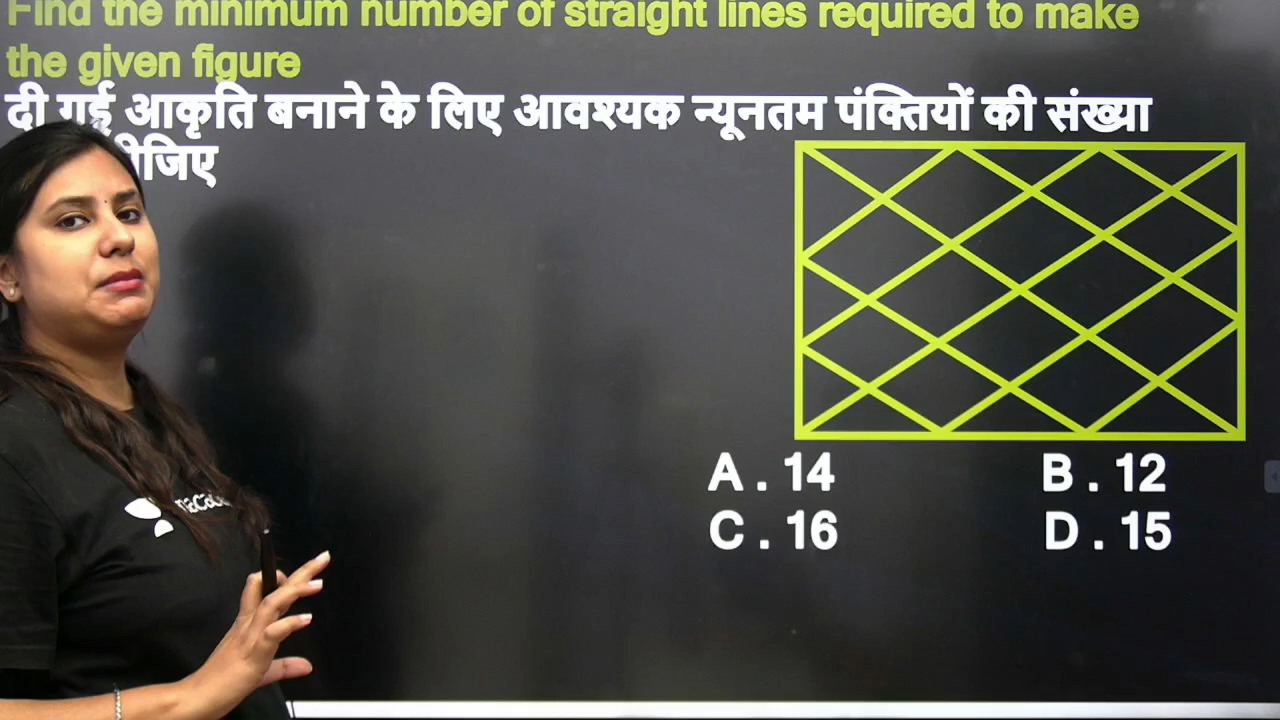 Find the minimum number of straight lines required to make
the given figure
दी गई आकृति बनाने के लिए आवश्यक न्यूनतम पंक्तियों की संख्या
A . 14 B . 12
C . 16 D . 15